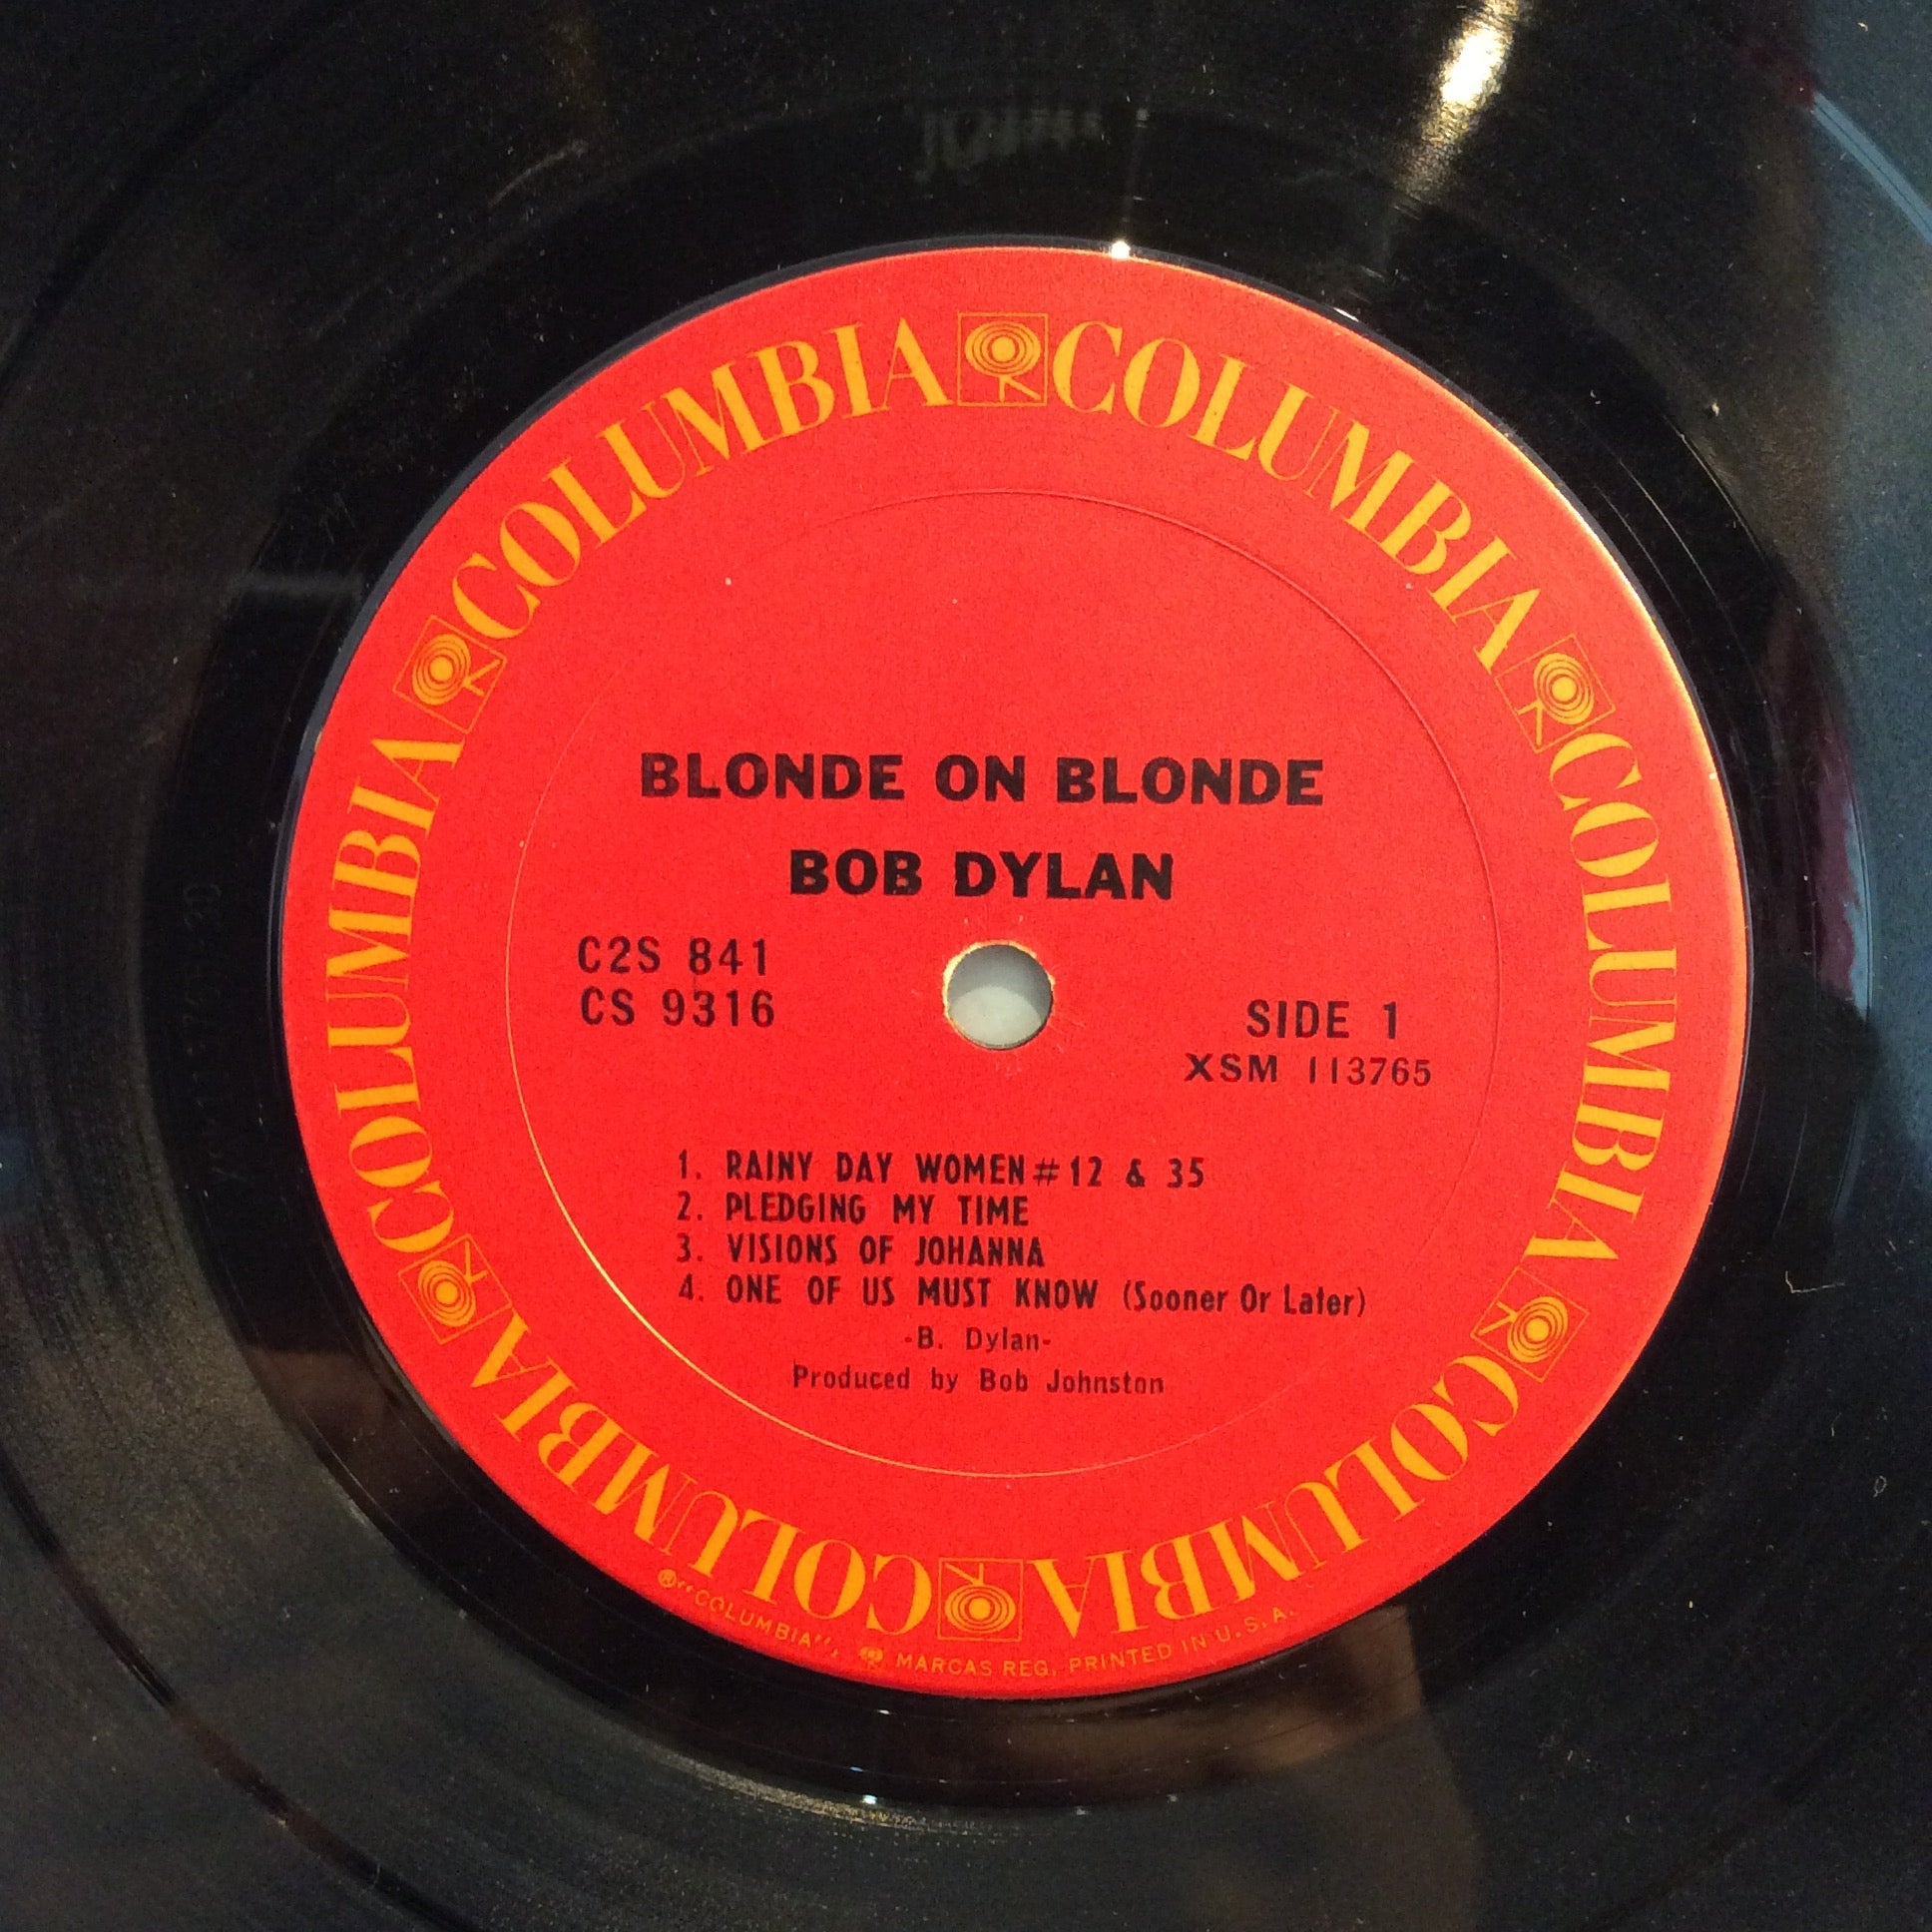 COLUMBIA COLUMBIA COLUMBIA COLUMBIA COLUMBIA COLUMBIA
BLONDE ON BLONDE
BOB DYLAN
C2S 841
CS 9316
SIDE 1
XSM 113765
1. RAINY DAY WOMEN # 12 & 35
2. PLEDGING MY TIME
3. VISIONS OF JOHANNA
4. ONE OF US MUST KNOW (Sooner Or Later)
-B. Dylan-
Produced by Bob Johnston
®"COLUMBIA", MARCAS REG. PRINTED IN U.S.A.